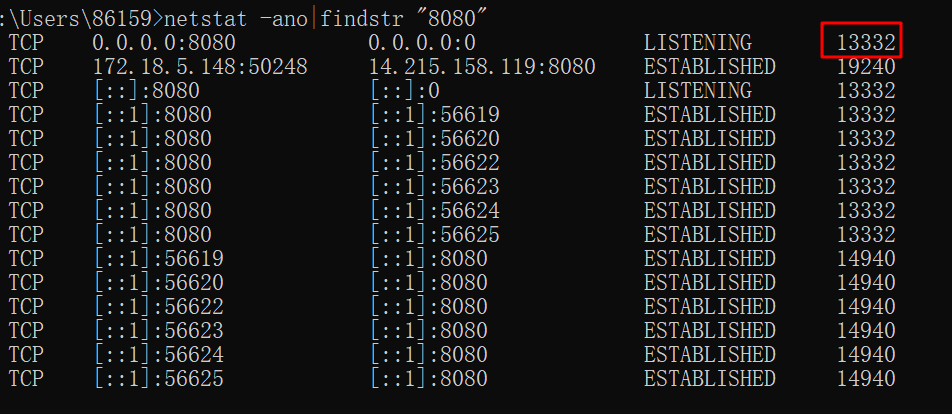 :\Users\86159>netstat -ano|findstr "8080"
TCP 0.0.0.0:8080 0.0.0.0:0 LISTENING 13332
TCP 172.18.5.148:50248 14.215.158.119:8080 ESTABLISHED 19240
TCP [::]:8080 [::]:0 LISTENING 13332
TCP [::1]:8080 [::1]:56619 ESTABLISHED 13332
TCP [::1]:8080 [::1]:56620 ESTABLISHED 13332
TCP [::1]:8080 [::1]:56622 ESTABLISHED 13332
TCP [::1]:8080 [::1]:56623 ESTABLISHED 13332
TCP [::1]:8080 [::1]:56624 ESTABLISHED 13332
TCP [::1]:8080 [::1]:56625 ESTABLISHED 13332
TCP [::1]:56619 [::1]:8080 ESTABLISHED 14940
TCP [::1]:56620 [::1]:8080 ESTABLISHED 14940
TCP [::1]:56622 [::1]:8080 ESTABLISHED 14940
TCP [::1]:56623 [::1]:8080 ESTABLISHED 14940
TCP [::1]:56624 [::1]:8080 ESTABLISHED 14940
TCP [::1]:56625 [::1]:8080 ESTABLISHED 14940